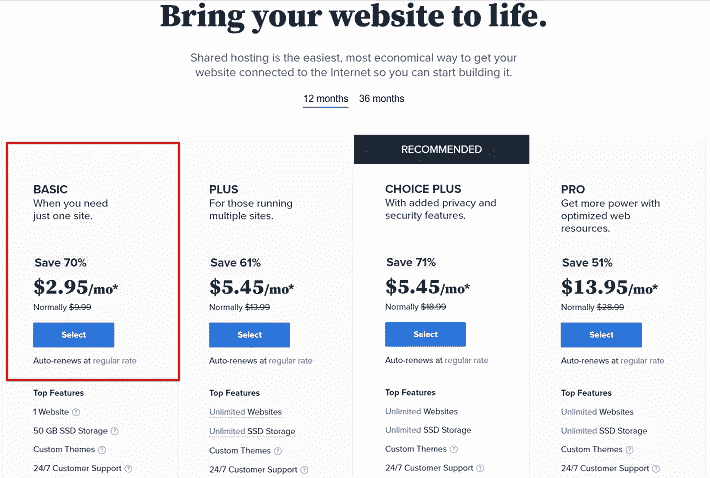 Bring your website to life.
Shared hosting is the easiest, most economical way to get your
website connected to the Internet so you can start building it.
12 months 36 months
BASIC
When you need
just one site.
Save 70%
$2.95/mo*
Normally $9.99
Select
Auto-renews at regular rate
Top Features
1 Website
50 GB SSD Storage
Custom Themes
24/7 Customer Support
PLUS
For those running
multiple sites.
Save 61%
$5.45/mo*
Normally $13.99
Select
Auto-renews at regular rate
Top Features
Unlimited Websites
Unlimited SSD Storage
Custom Themes
24/7 Customer Support
RECOMMENDED
CHOICE PLUS
With added privacy and
security features.
Save 71%
$5.45/mo*
Normally $18.99
Select
Auto-renews at regular rate
Top Features
Unlimited Websites
Unlimited SSD Storage
Custom Themes
24/7 Customer Support
PRO
Get more power with
optimized web
resources.
Save 51%
$13.95/mo*
Normally $28.99
Select
Auto-renews at regular rate
Top Features
Unlimited Websites
Unlimited SSD Storage
Custom Themes
24/7 Customer Support